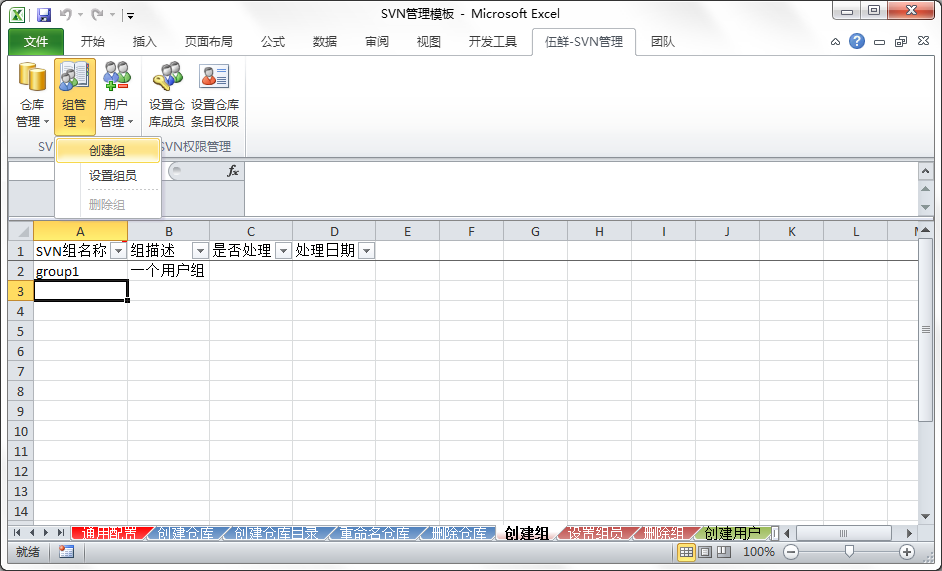 SVN管理模板 - Microsoft Excel
文件 开始 插入 页面布局 公式 数据 审阅 视图 开发工具 伍鲜-SVN管理 团队
仓库管理 组管理 用户管理 设置仓库成员 设置仓库条目权限
SV SVN权限管理
创建组
设置组员
删除组
fx
A B C D E F G H I J K L
1 SVN组名称 组描述 是否处理 处理日期
2 group1 一个用户组
3
4
5
6
7
8
9
10
11
12
13
14
通用配置 创建仓库 创建仓库目录 重命名仓库 删除仓库 创建组 设置组员 删除组 创建用户
就绪 100%